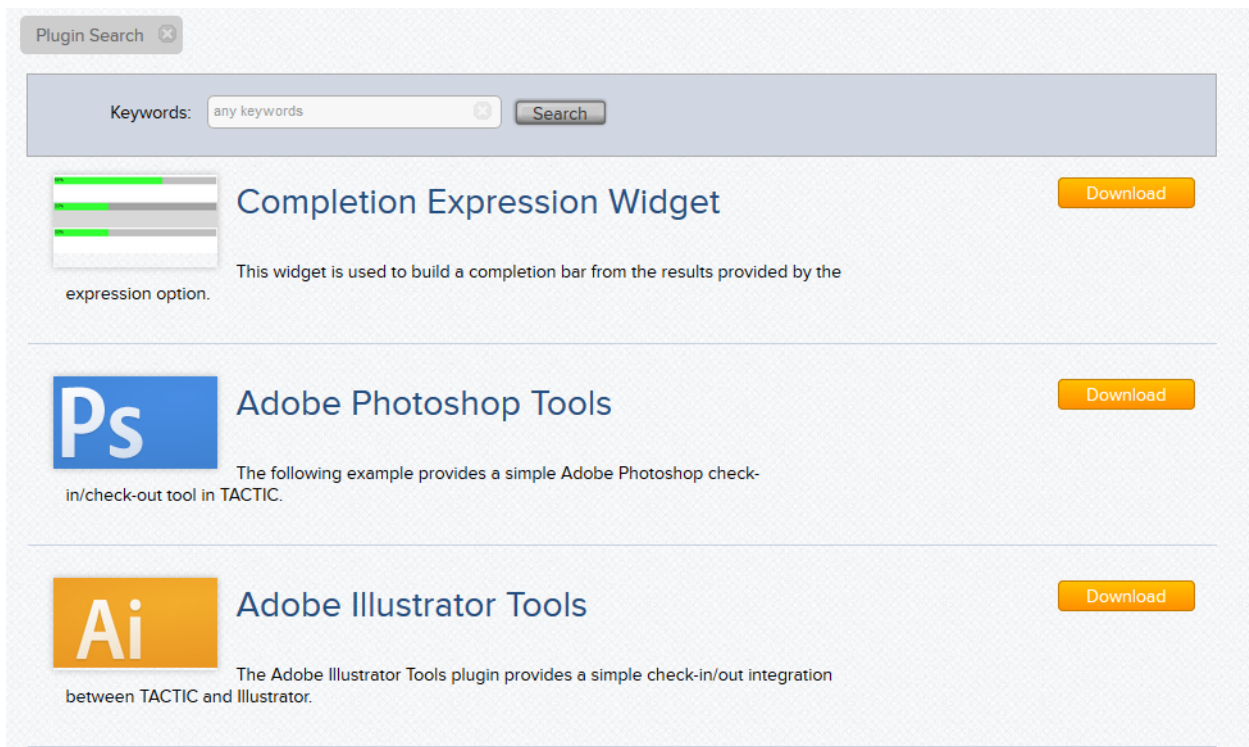 Plugin Search
Keywords: any keywords Search
Completion Expression Widget Download
This widget is used to build a completion bar from the results provided by the
expression option.
Ps
Adobe Photoshop Tools Download
The following example provides a simple Adobe Photoshop check-
in/check-out tool in TACTIC.
Ai
Adobe Illustrator Tools Download
The Adobe Illustrator Tools plugin provides a simple check-in/out integration
between TACTIC and Illustrator.